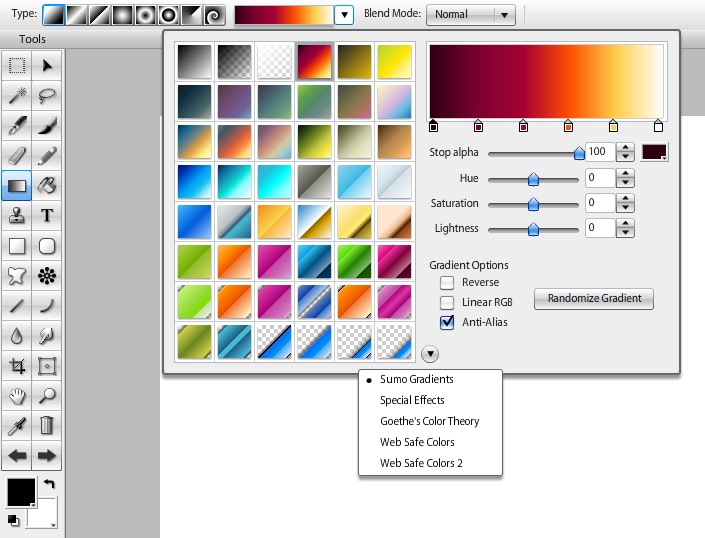 Type:
Blend Mode: Normal
Tools
Stop alpha 100
Hue 0
Saturation 0
Lightness 0
Gradient Options
Reverse
Linear RGB
Randomize Gradient
Anti-Alias
T
Sumo Gradients
Special Effects
Goethe's Color Theory
Web Safe Colors
Web Safe Colors 2